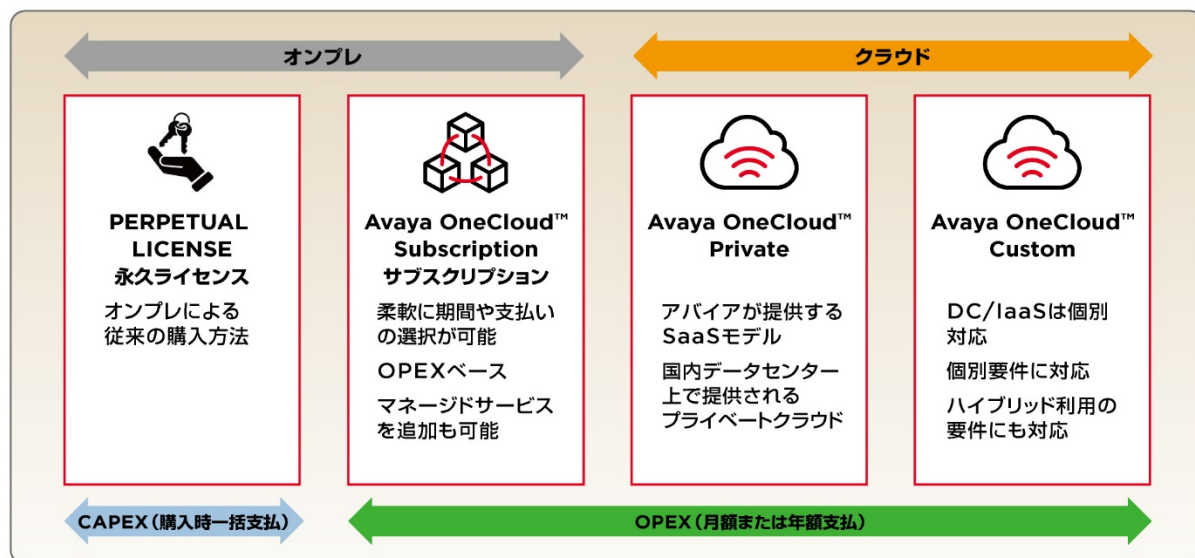 オンプレ
クラウド
PERPETUAL
LICENSE
永久ライセンス
オンプレによる
従来の購入方法
Avaya OneCloud™
Subscription
サブスクリプション
柔軟に期間や支払い
の選択が可能
OPEXベース
マネージドサービス
を追加も可能
Avaya OneCloud™
Private
アバイアが提供する
SaaSモデル
国内データセンター
上で提供される
プライベートクラウド
Avaya OneCloud™
Custom
DC/IaaSは個別
対応
個別要件に対応
ハイブリッド利用の
要件にも対応
CAPEX（購入時一括支払）
OPEX（月額または年額支払）